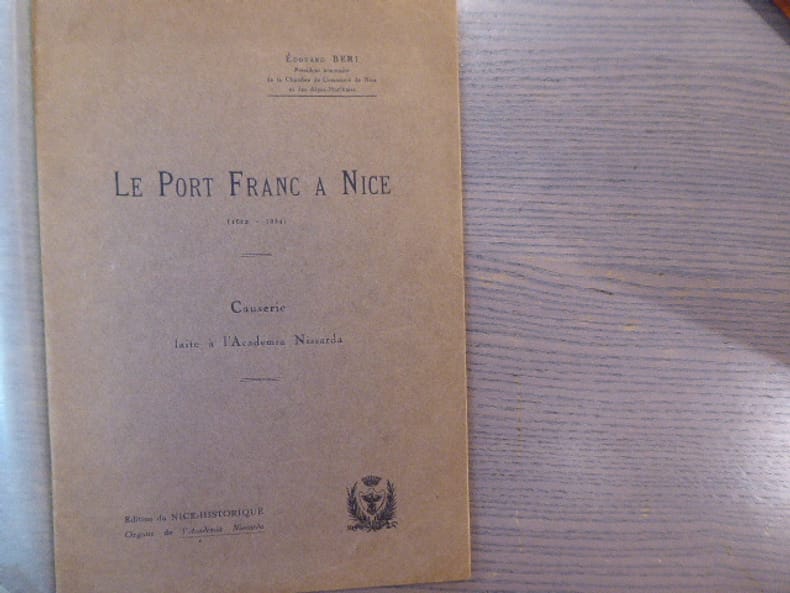 ÉDOUARD BERI
Président honoraire
de la Chambre de Commerce de Nice
et des Alpes-Maritimes
LE PORT FRANC A NICE
Causerie
faite à l'Academia Nissarda
Edition du NICE-HISTORIQUE
Organe de l'Academia Nissarda